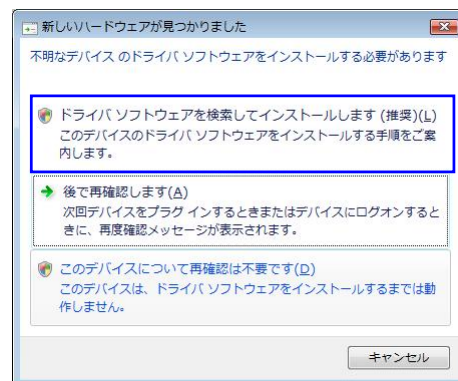 新しいハードウェアが見つかりました
不明なデバイス のドライバ ソフトウェアをインストールする必要があります
ドライバ ソフトウェアを検索してインストールします (推奨)(L)
このデバイスのドライバ ソフトウェアをインストールする手順をご案
内します。
後で再確認します(A)
次回デバイスをプラグ インするときまたはデバイスにログオンすると
きに、再度確認メッセージが表示されます。
このデバイスについて再確認は不要です(D)
このデバイスは、ドライバ ソフトウェアをインストールするまでは動
作しません。
キャンセル